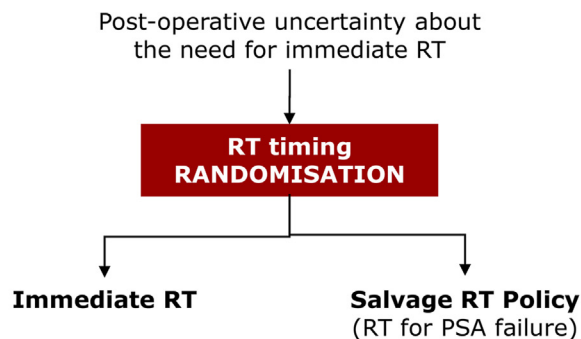 Post-operative uncertainty about
the need for immediate RT
RT timing
RANDOMISATION
Immediate RT
Salvage RT Policy
(RT for PSA failure)